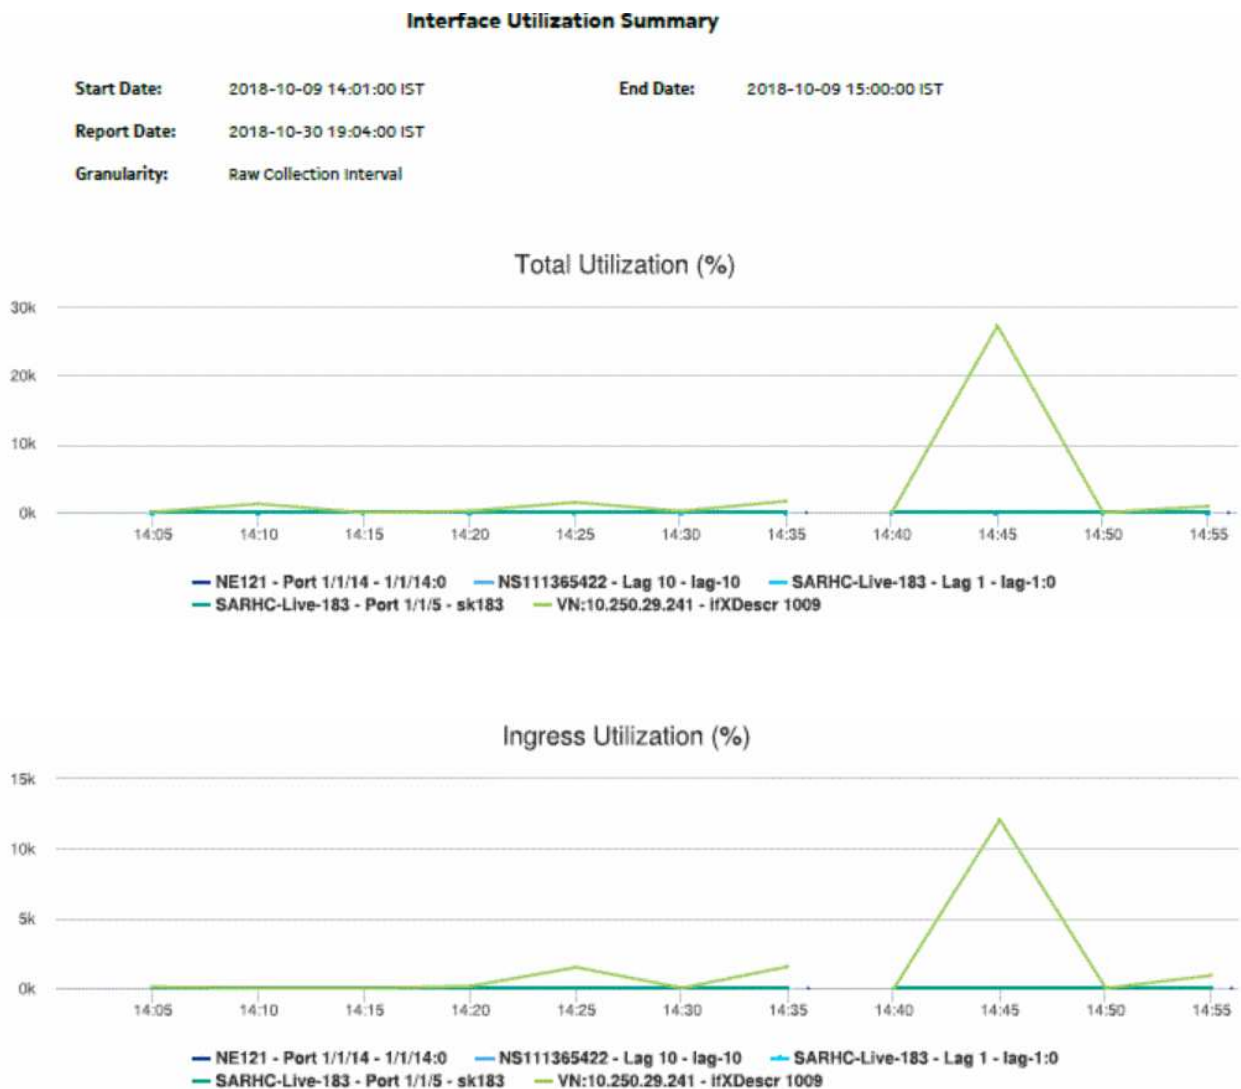 Interface Utilization Summary
Start Date: 2018-10-09 14:01:00 IST End Date: 2018-10-09 15:00:00 IST
Report Date: 2018-10-30 19:04:00 IST
Granularity: Raw Collection Interval
Total Utilization (%)
30k
20k
10k
0k
14:05 14:10 14:15 14:20 14:25 14:30 14:35 14:40 14:45 14:50 14:55
NE121 - Port 1/1/14 - 1/1/14:0 NS111365422 - Lag 10 - lag-10 SARHC-Live-183 - Lag 1 - lag-1:0
SARHC-Live-183 - Port 1/1/5 - sk183 VN:10.250.29.241 - ifXDescr 1009
Ingress Utilization (%)
15k
10k
5k
0k
14:05 14:10 14:15 14:20 14:25 14:30 14:35 14:40 14:45 14:50 14:55
NE121 - Port 1/1/14 - 1/1/14:0 NS111365422 - Lag 10 - lag-10 SARHC-Live-183 - Lag 1 - lag-1:0
SARHC-Live-183 - Port 1/1/5 - sk183 VN:10.250.29.241 - ifXDescr 1009